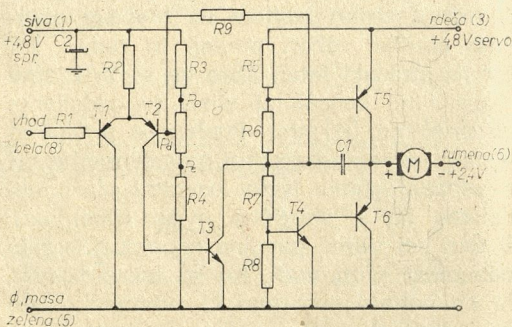 siva (1)
+4,8V
spr.
C2
R9
rdeča (3)
+4,8V servo
R2
R3
R5
T5
vhod
R1
T1
T2
Po
Pd
R6
bela(8)
Pc
C1
M
rumena(6)
+
- +2,4V
R4
R7
T3
T4
T6
R8
ϕ, masa
zelena (5)